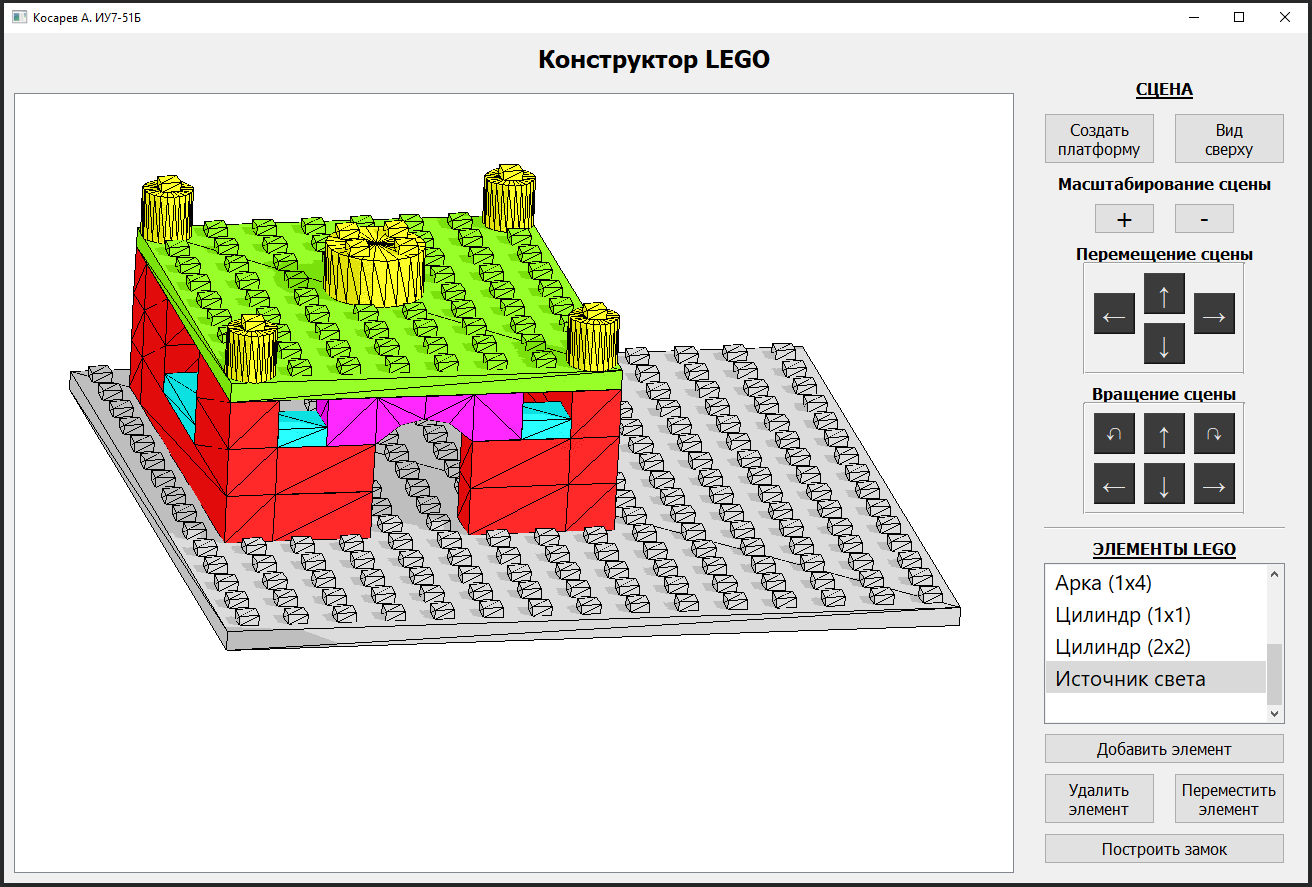 Косарев А. ИУ7-51Б
Конструктор LEGO
СЦЕНА
Создать
платформу
Вид
сверху
Масштабирование сцены
+
-
Перемещение сцены
←
↑
→
↓
Вращение сцены
↶ ↑ ↷
← ↓ →
ЭЛЕМЕНТЫ LEGO
Арка (1x4)
Цилиндр (1x1)
Цилиндр (2x2)
Источник света
Добавить элемент
Удалить
элемент
Переместить
элемент
Построить замок